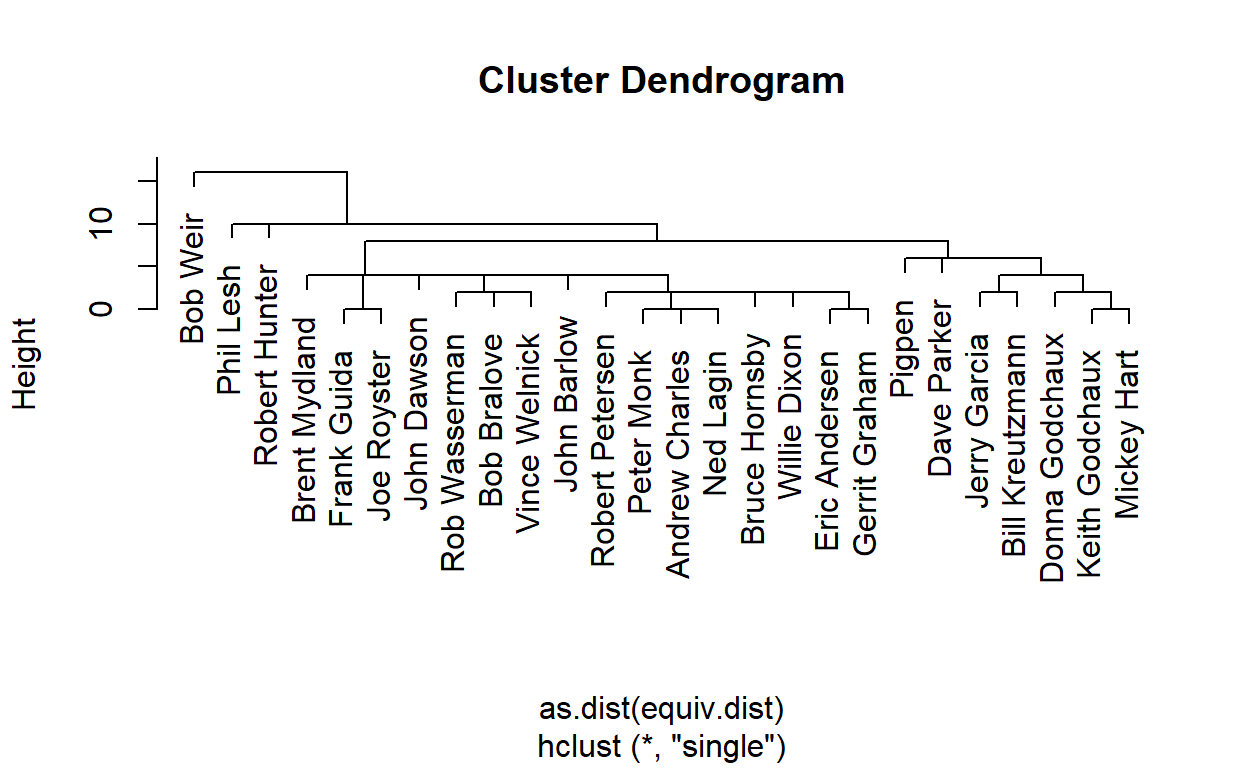 Cluster Dendrogram
Height
0
10
Bob Weir
Phil Lesh
Robert Hunter
Brent Mydland
Frank Guida
Joe Royster
John Dawson
Rob Wasserman
Bob Bralove
Vince Welnick
John Barlow
Robert Petersen
Peter Monk
Andrew Charles
Ned Lagin
Bruce Hornsby
Willie Dixon
Eric Andersen
Gerrit Graham
Pigpen
Dave Parker
Jerry Garcia
Bill Kreutzmann
Donna Godchaux
Keith Godchaux
Mickey Hart
as.dist(equiv.dist)
hclust (*, "single")